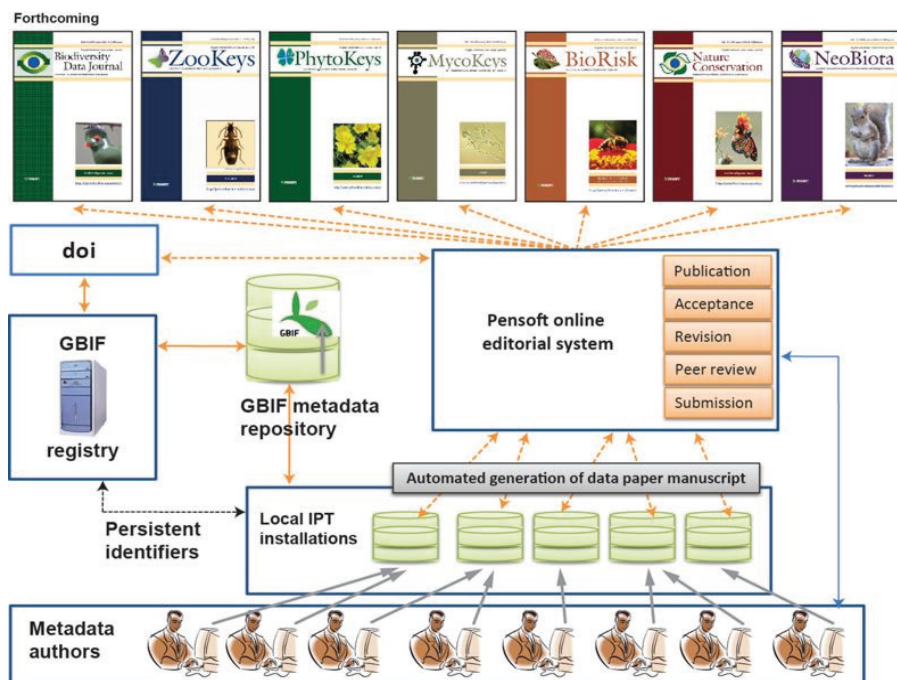 Forthcoming
Biodiversity
Data Journal
ZooKeys
PhytoKeys
MycoKeys
BioRisk
Nature
Conservation
NeoBiota
doi
GBIF
registry
GBIF
GBIF metadata
repository
Pensoft online
editorial system
Publication
Acceptance
Revision
Peer review
Submission
Automated generation of data paper manuscript
Persistent
identifiers
Local IPT
installations
Metadata
authors